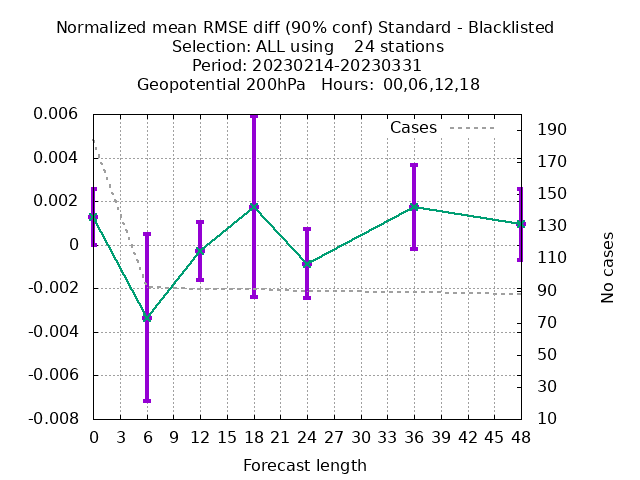 Normalized mean RMSE diff (90% conf) Standard - Blacklisted
Selection: ALL using    24 stations
Period: 20230214-20230331
Geopotential 200hPa   Hours:  00,06,12,18
Cases
0.006
0.004
0.002
0
-0.002
-0.004
-0.006
-0.008
190
170
150
130
110
90
70
50
30
10
No cases
0 3 6 9 12 15 18 21 24 27 30 33 36 39 42 45 48
Forecast length